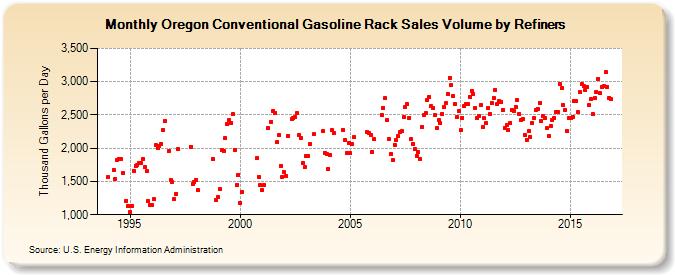 Monthly Oregon Conventional Gasoline Rack Sales Volume by Refiners
Thousand Gallons per Day
3,500
3,000
2,500
2,000
1,500
1,000
1995 2000 2005 2010 2015
Source: U.S. Energy Information Administration